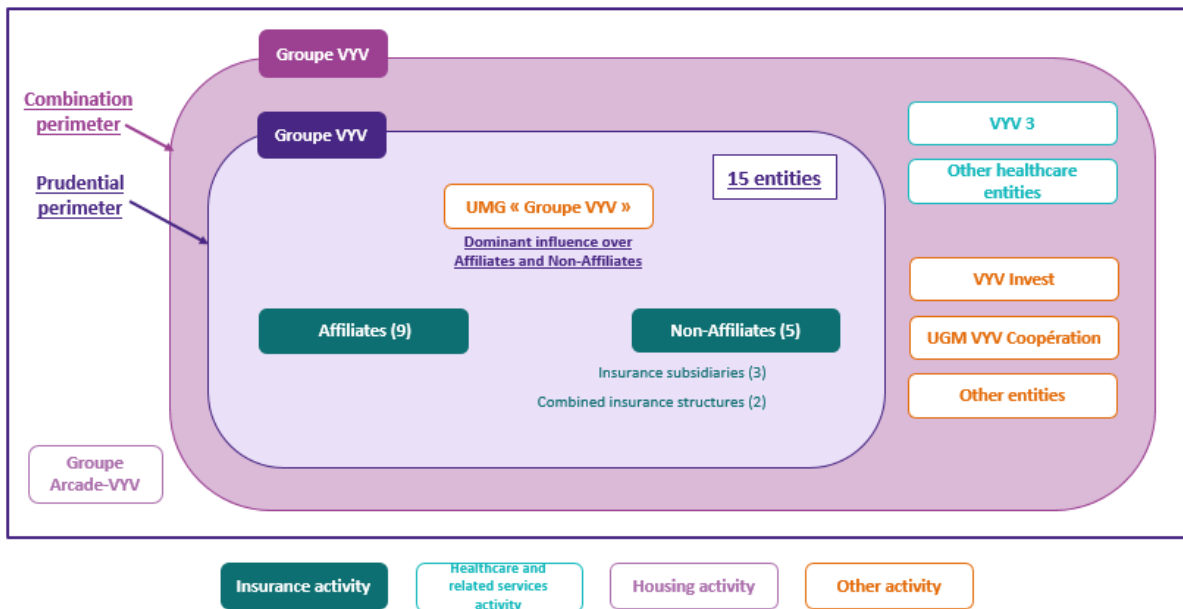 Groupe VYV
Combination
perimeter
Groupe VYV
Prudential
perimeter
15 entities
UMG « Groupe VYV »
Dominant influence over
Affiliates and Non-Affiliates
Affiliates (9)
Non-Affiliates (5)
Insurance subsidiaries (3)
Combined insurance structures (2)
VYV 3
Other healthcare
entities
VYV Invest
UGM VYV Coopération
Other entities
Groupe
Arcade-VYV
Insurance activity
Healthcare and
related services
activity
Housing activity
Other activity